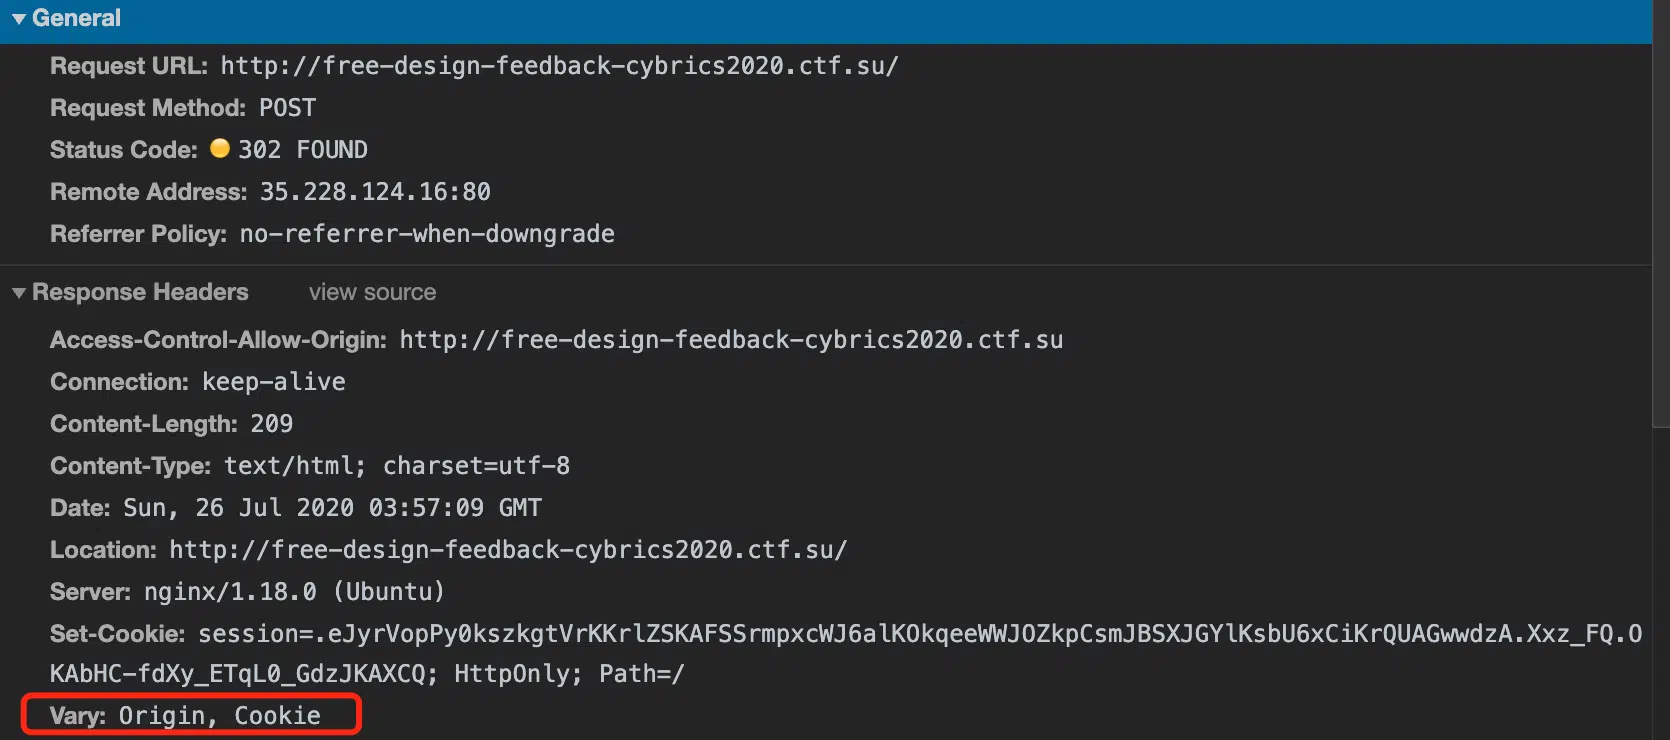 General
Request URL: http://free-design-feedback-cybrics2020.ctf.su/
Request Method: POST
Status Code: 302 FOUND
Remote Address: 35.228.124.16:80
Referrer Policy: no-referrer-when-downgrade
Response Headers view source
Access-Control-Allow-Origin: http://free-design-feedback-cybrics2020.ctf.su
Connection: keep-alive
Content-Length: 209
Content-Type: text/html; charset=utf-8
Date: Sun, 26 Jul 2020 03:57:09 GMT
Location: http://free-design-feedback-cybrics2020.ctf.su/
Server: nginx/1.18.0 (Ubuntu)
Set-Cookie: session=.eJyrVopPy0kszkgtVrKKrlZSKAFSSrmpxcWJ6alKOkqeeWWJOZkpCsmJBSXJGYlKsbU6xCiKrQUAGwwdzA.Xxz_FQ.O
KAbHC-fdXy_ETqL0_GdzJKAXCQ; HttpOnly; Path=/
Vary: Origin, Cookie